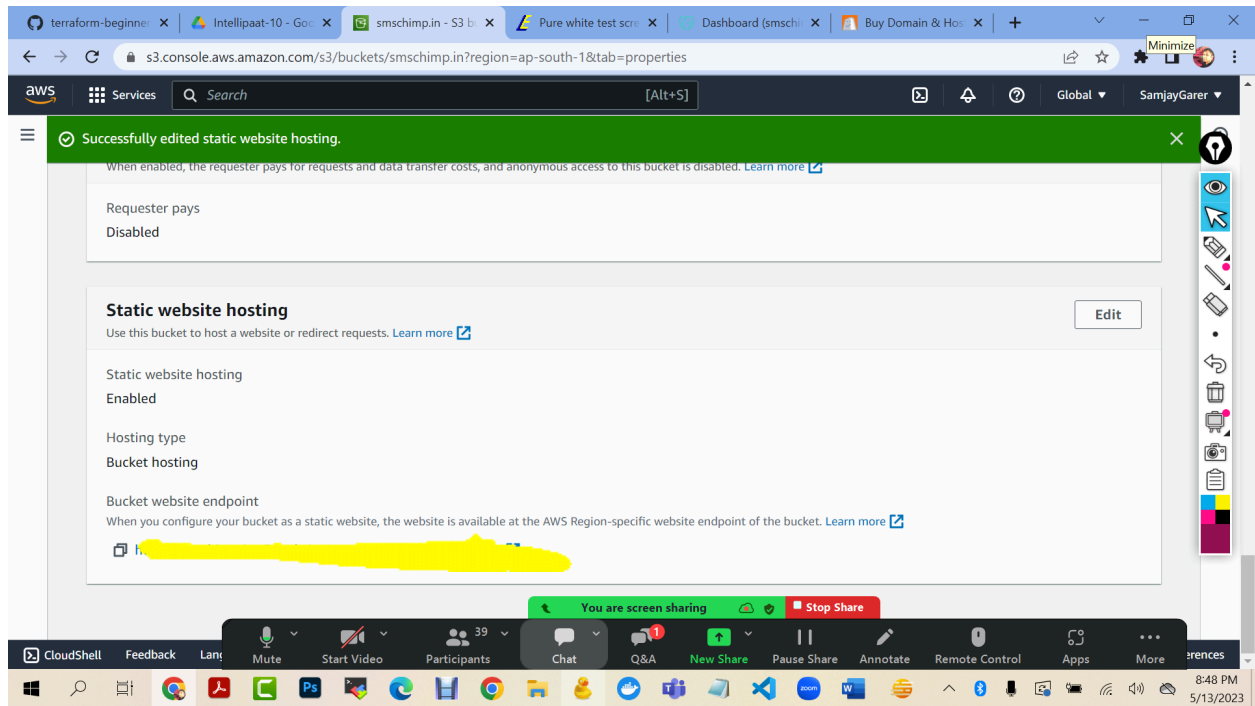 terraform-beginner
Intellipaat-10 - Goo
smschimp.in - S3 b
Pure white test scre
Dashboard (smschi
Buy Domain & Hos
s3.console.aws.amazon.com/s3/buckets/smschimp.in?region=ap-south-1&tab=properties
Minimize
aws
Services
Search
[Alt+S]
Global
SamjayGarer
Successfully edited static website hosting.
When enabled, the requester pays for requests and data transfer costs, and anonymous access to this bucket is disabled. Learn more
Requester pays
Disabled
Static website hosting
Edit
Use this bucket to host a website or redirect requests. Learn more
Static website hosting
Enabled
Hosting type
Bucket hosting
Bucket website endpoint
When you configure your bucket as a static website, the website is available at the AWS Region-specific website endpoint of the bucket. Learn more
You are screen sharing
Stop Share
39
1
CloudShell
Feedback
Lang
Mute
Start Video
Participants
Chat
Q&A
New Share
Pause Share
Annotate
Remote Control
Apps
More
erences
Ps
zoom
8:48 PM
5/13/2023